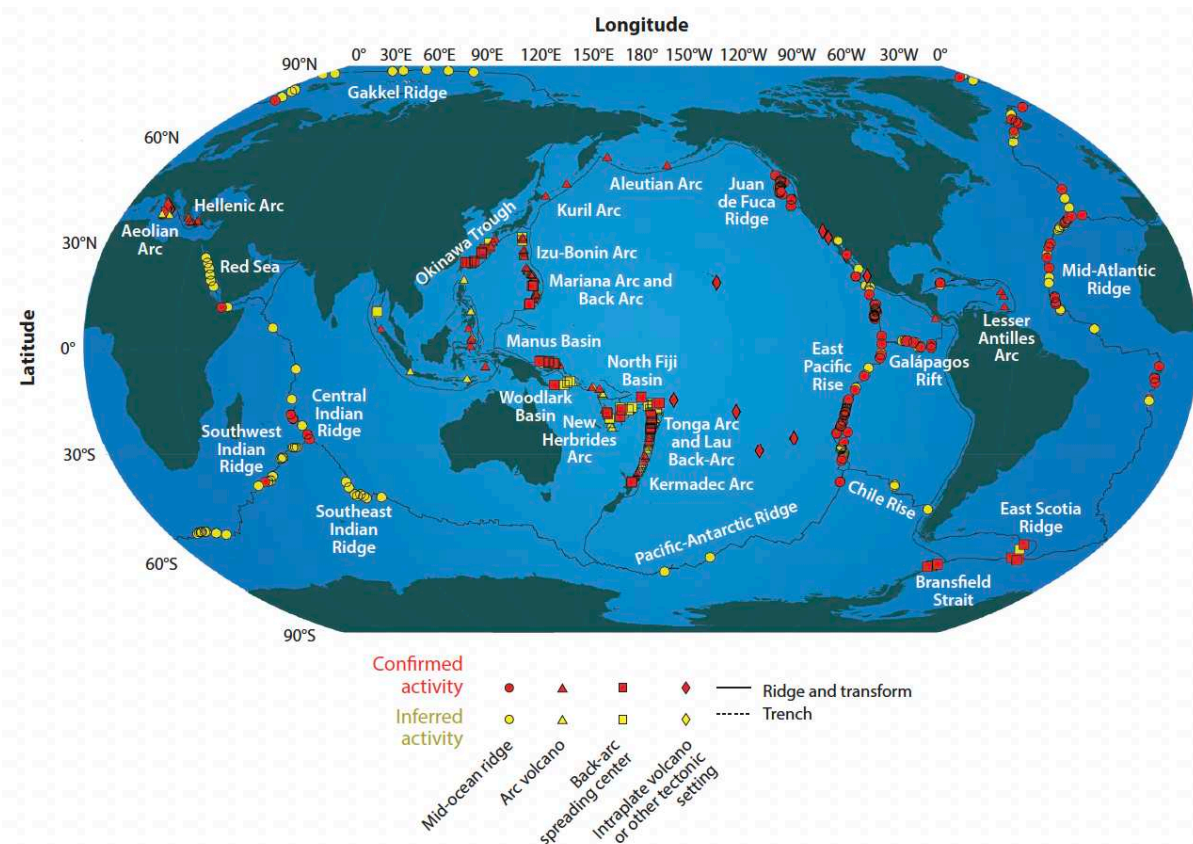 Longitude
0° 30°E 60°E 90°E 120°E 150°E 180°E 150°W 120°W 90°W 60°W 30°W 0°
Latitude
90°N
60°N
30°N
0°
30°S
60°S
90°S
Gakkel Ridge
Hellenic Arc
Aeolian
Arc
Red Sea
Okinawa Trough
Aleutian Arc
Kuril Arc
Izu-Bonin Arc
Mariana Arc and
Back Arc
Juan
de Fuca
Ridge
Mid-Atlantic
Ridge
Lesser
Antilles
Arc
Manus Basin
North Fiji
Basin
East
Pacific
Rise
Galápagos
Rift
Central
Indian
Ridge
Southwest
Indian
Ridge
Woodlark
Basin
New
Herbrides
Arc
Tonga Arc
and Lau
Back-Arc
Kermadec Arc
Southeast
Indian
Ridge
Pacific-Antarctic Ridge
Chile Rise
East Scotia
Ridge
Bransfield
Strait
Confirmed
activity
Inferred
activity
Ridge and transform
Trench
Mid-ocean ridge
Arc volcano
Back-arc
spreading center
Intraplate volcano
or other tectonic
setting